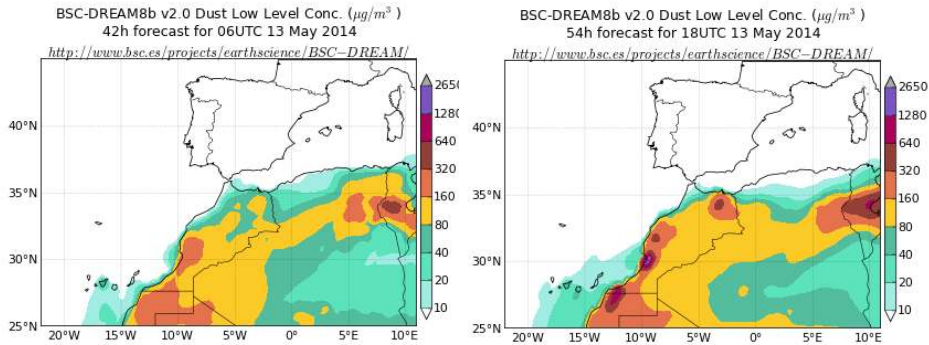 BSC-DREAM8b v2.0 Dust Low Level Conc. (μg/m³ )
42h forecast for 06UTC 13 May 2014
http://www.bsc.es/projects/earthscience/BSC−DREAM/
40°N
35°N
30°N
25°N
20°W
15°W
10°W
5°W
0°
5°E
10°E
2650
1280
640
320
160
80
40
20
10
BSC-DREAM8b v2.0 Dust Low Level Conc. (μg/m³ )
54h forecast for 18UTC 13 May 2014
http://www.bsc.es/projects/earthscience/BSC−DREAM/
40°N
35°N
30°N
25°N
20°W
15°W
10°W
5°W
0°
5°E
10°E
2650
1280
640
320
160
80
40
20
10